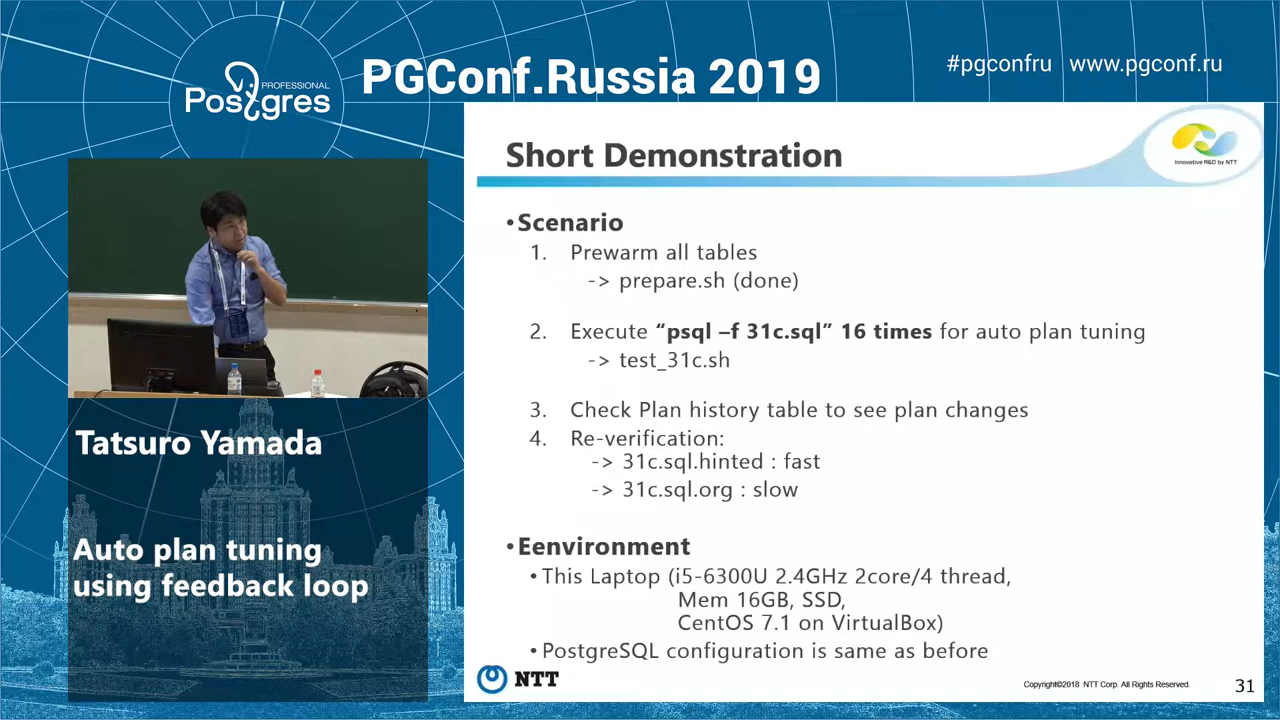 PROFESSIONAL
Postgres
PGConf.Russia 2019
#pgconfru www.pgconf.ru
Short Demonstration
Innovative R&D by NTT
•Scenario
1. Prewarm all tables
-> prepare.sh (done)
2. Execute “psql –f 31c.sql” 16 times for auto plan tuning
-> test_31c.sh
3. Check Plan history table to see plan changes
4. Re-verification:
-> 31c.sql.hinted : fast
-> 31c.sql.org : slow
•Eenvironment
•This Laptop (i5-6300U 2.4GHz 2core/4 thread,
Mem 16GB, SSD,
CentOS 7.1 on VirtualBox)
•PostgreSQL configuration is same as before
NTT
Copyright©2018 NTT Corp. All Rights Reserved.
31
Tatsuro Yamada
Auto plan tuning
using feedback loop